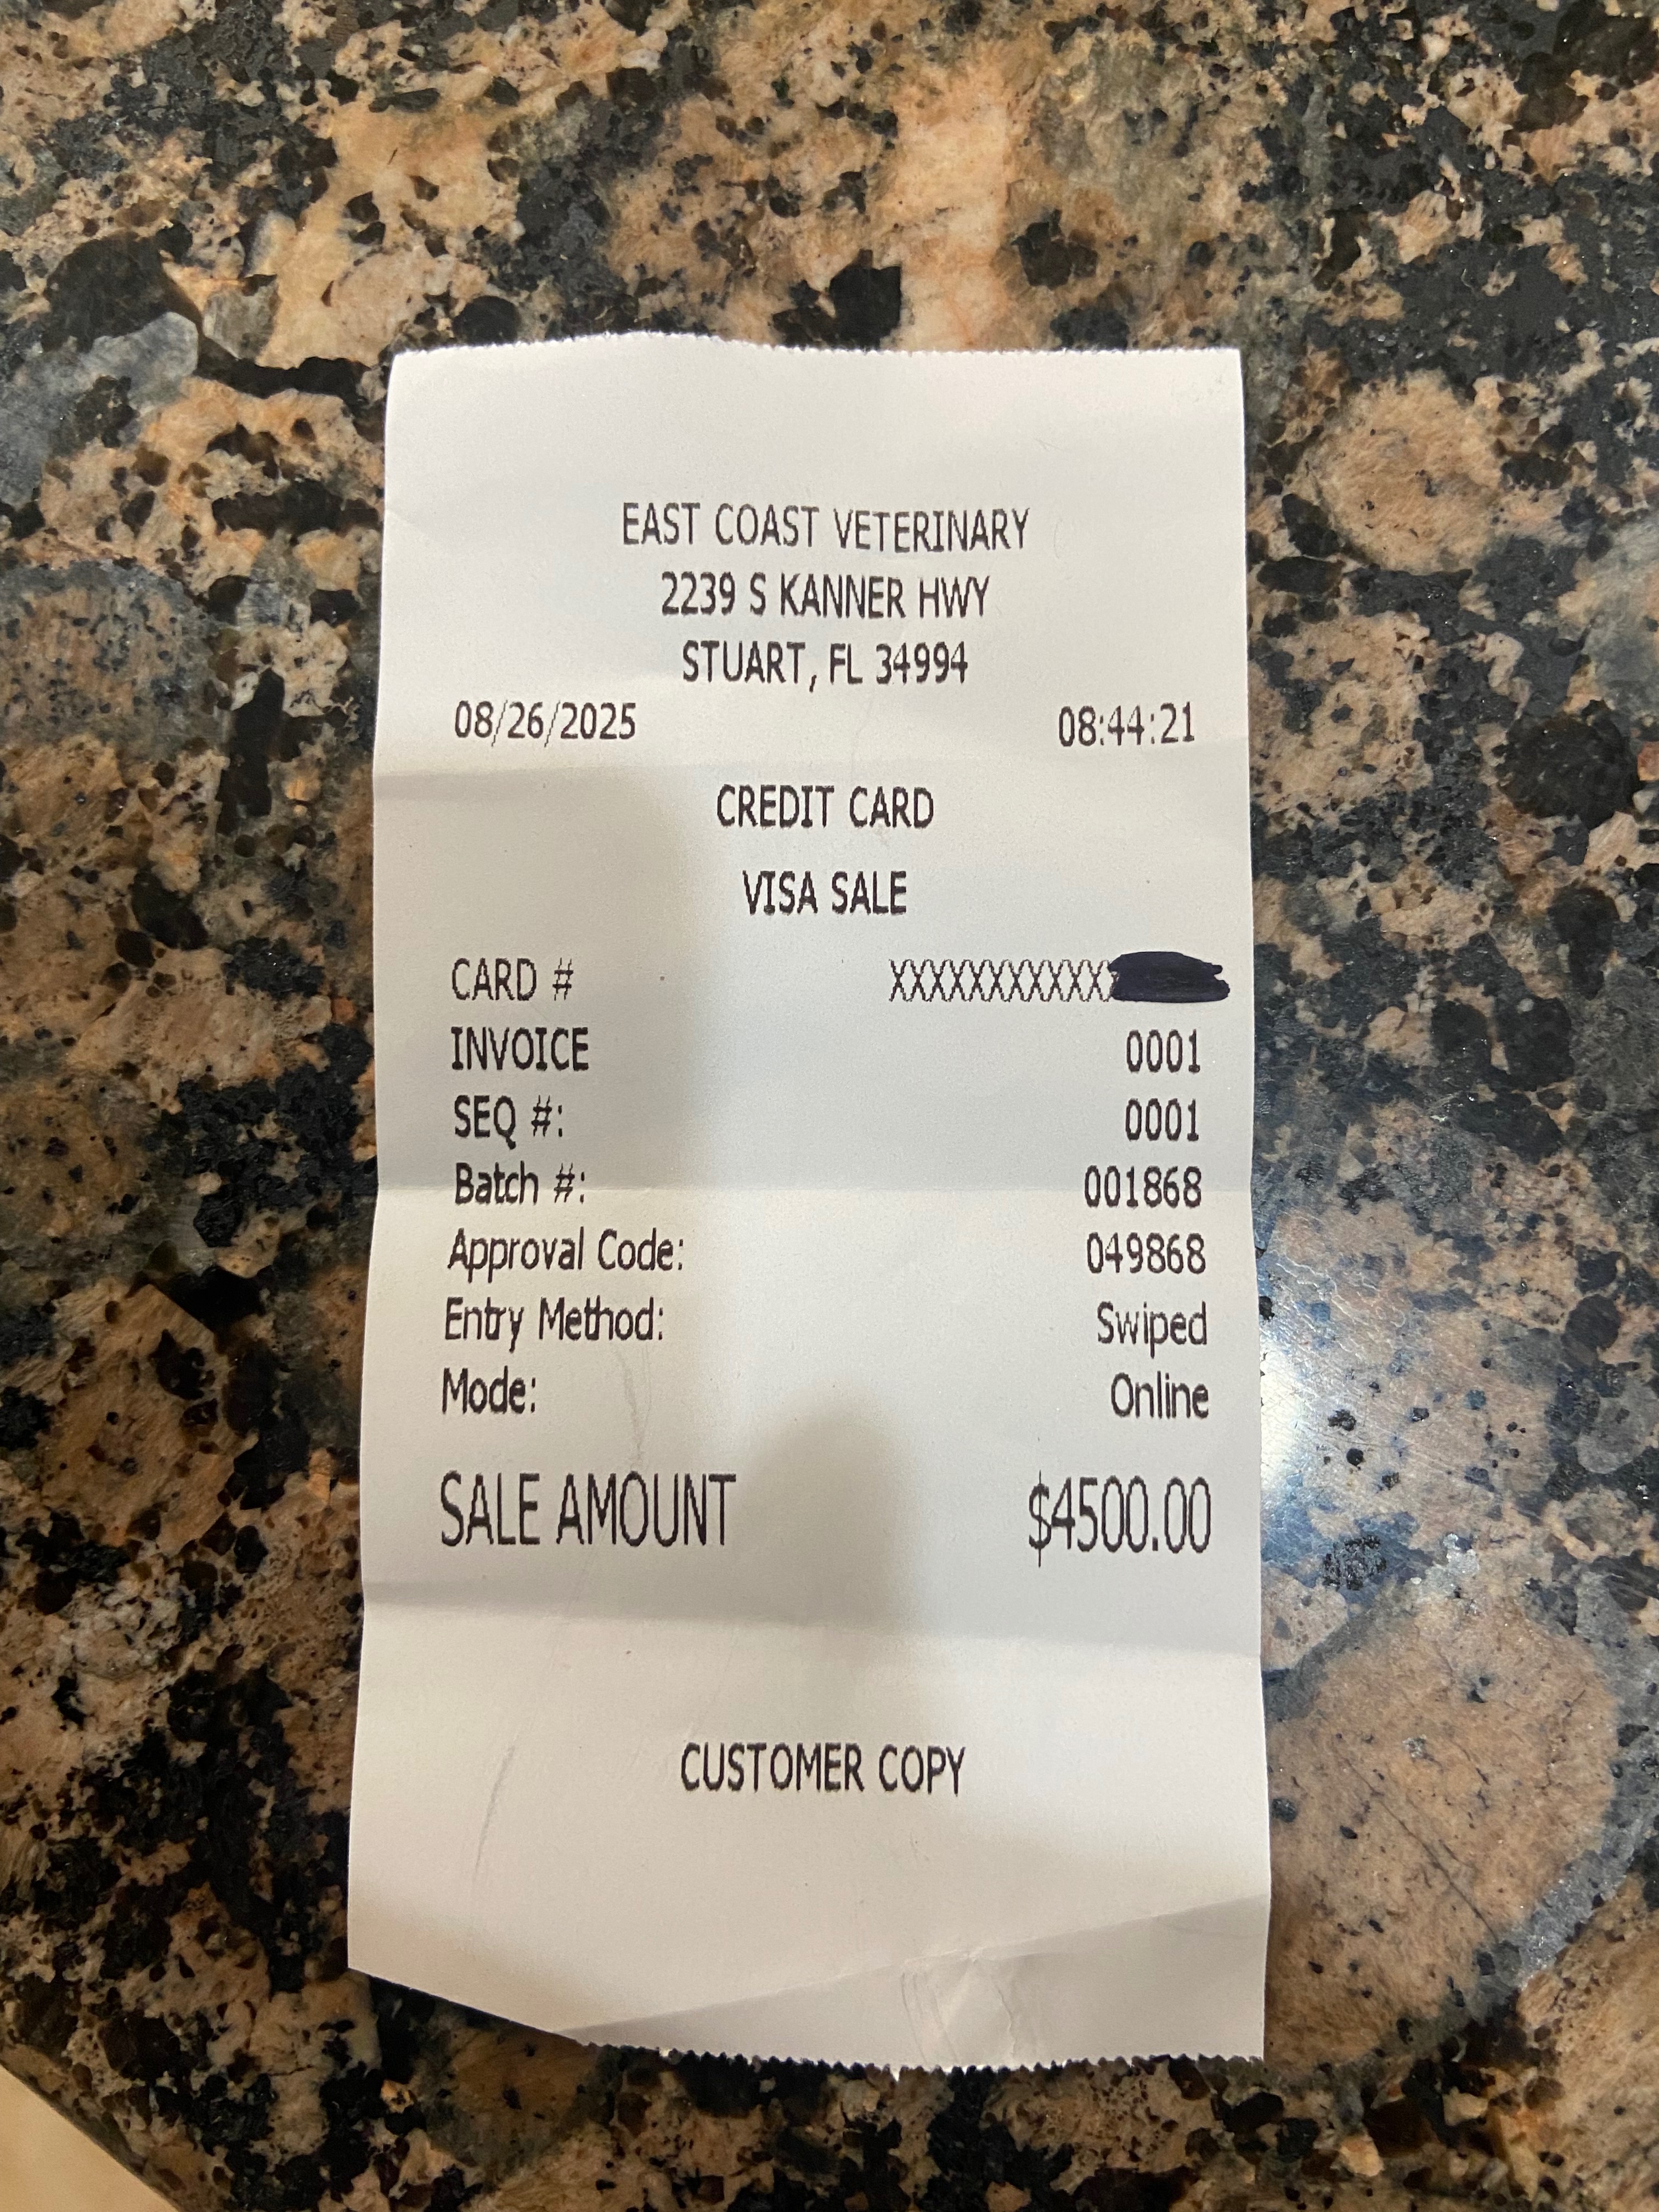 EAST COAST VETERINARY
2239 S KANNER HWY
STUART, FL 34994
08/26/2025 08:44:21
CREDIT CARD
VISA SALE
CARD # XXXXXXXXXXXX
INVOICE 0001
SEQ #: 0001
Batch #: 001868
Approval Code: 049868
Entry Method: Swiped
Mode: Online
SALE AMOUNT $4500.00
CUSTOMER COPY